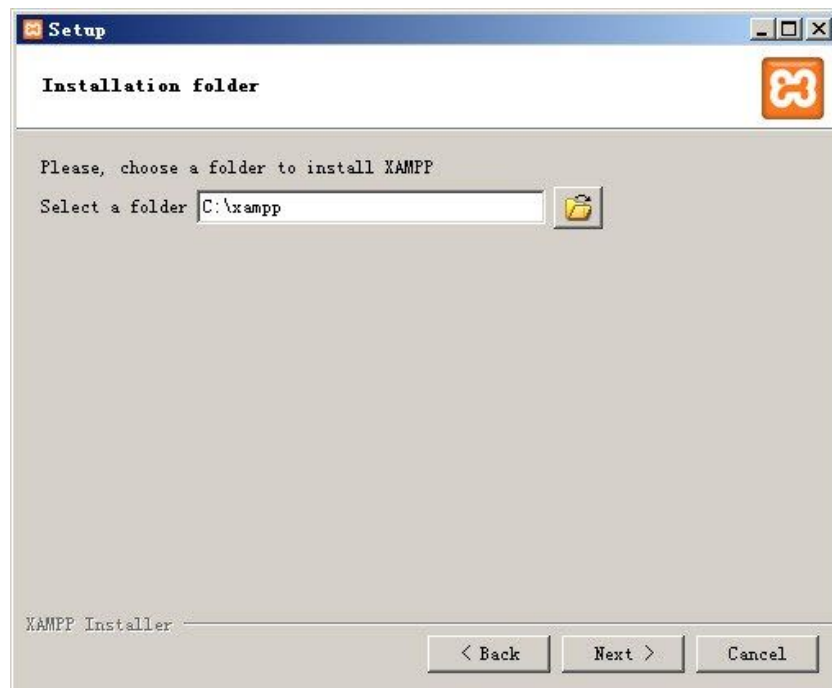 Setup
Installation folder
Please, choose a folder to install XAMPP
Select a folder C:\xampp
XAMPP Installer
< Back Next > Cancel